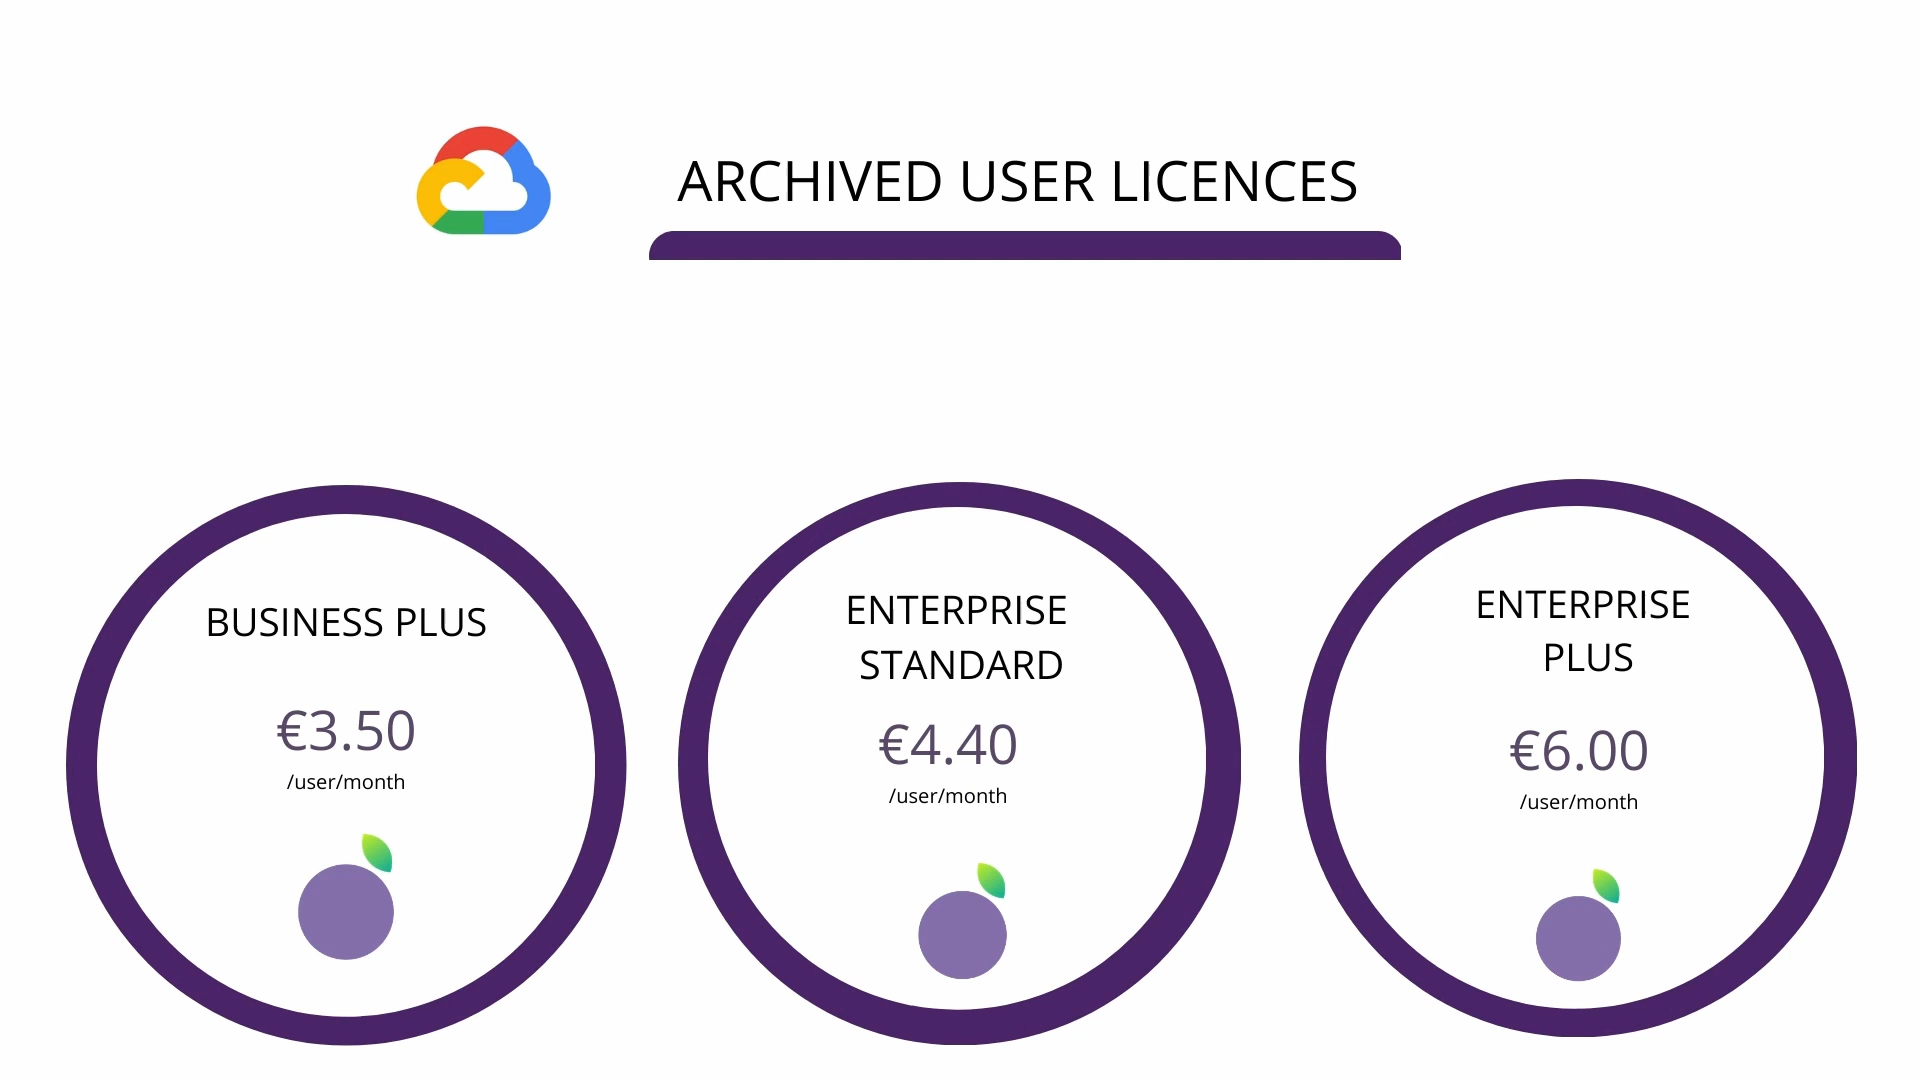 ARCHIVED USER LICENCES
BUSINESS PLUS
€3.50
/user/month
ENTERPRISE
STANDARD
€4.40
/user/month
ENTERPRISE
PLUS
€6.00
/user/month